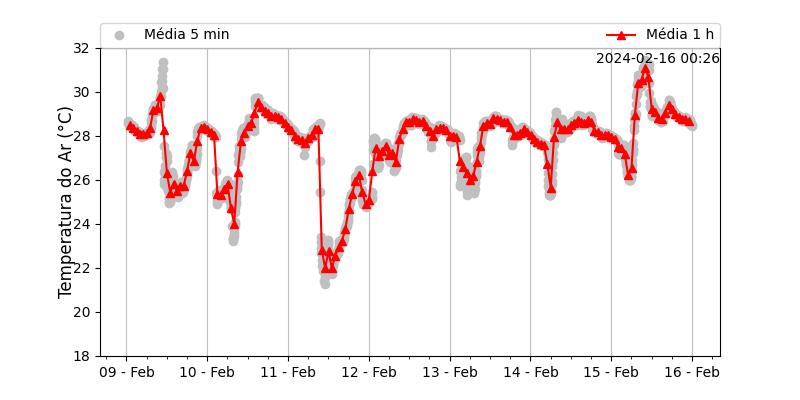 Média 5 min
Média 1 h
2024-02-16 00:26
Temperatura do Ar (°C)
32
30
28
26
24
22
20
18
09 - Feb
10 - Feb
11 - Feb
12 - Feb
13 - Feb
14 - Feb
15 - Feb
16 - Feb